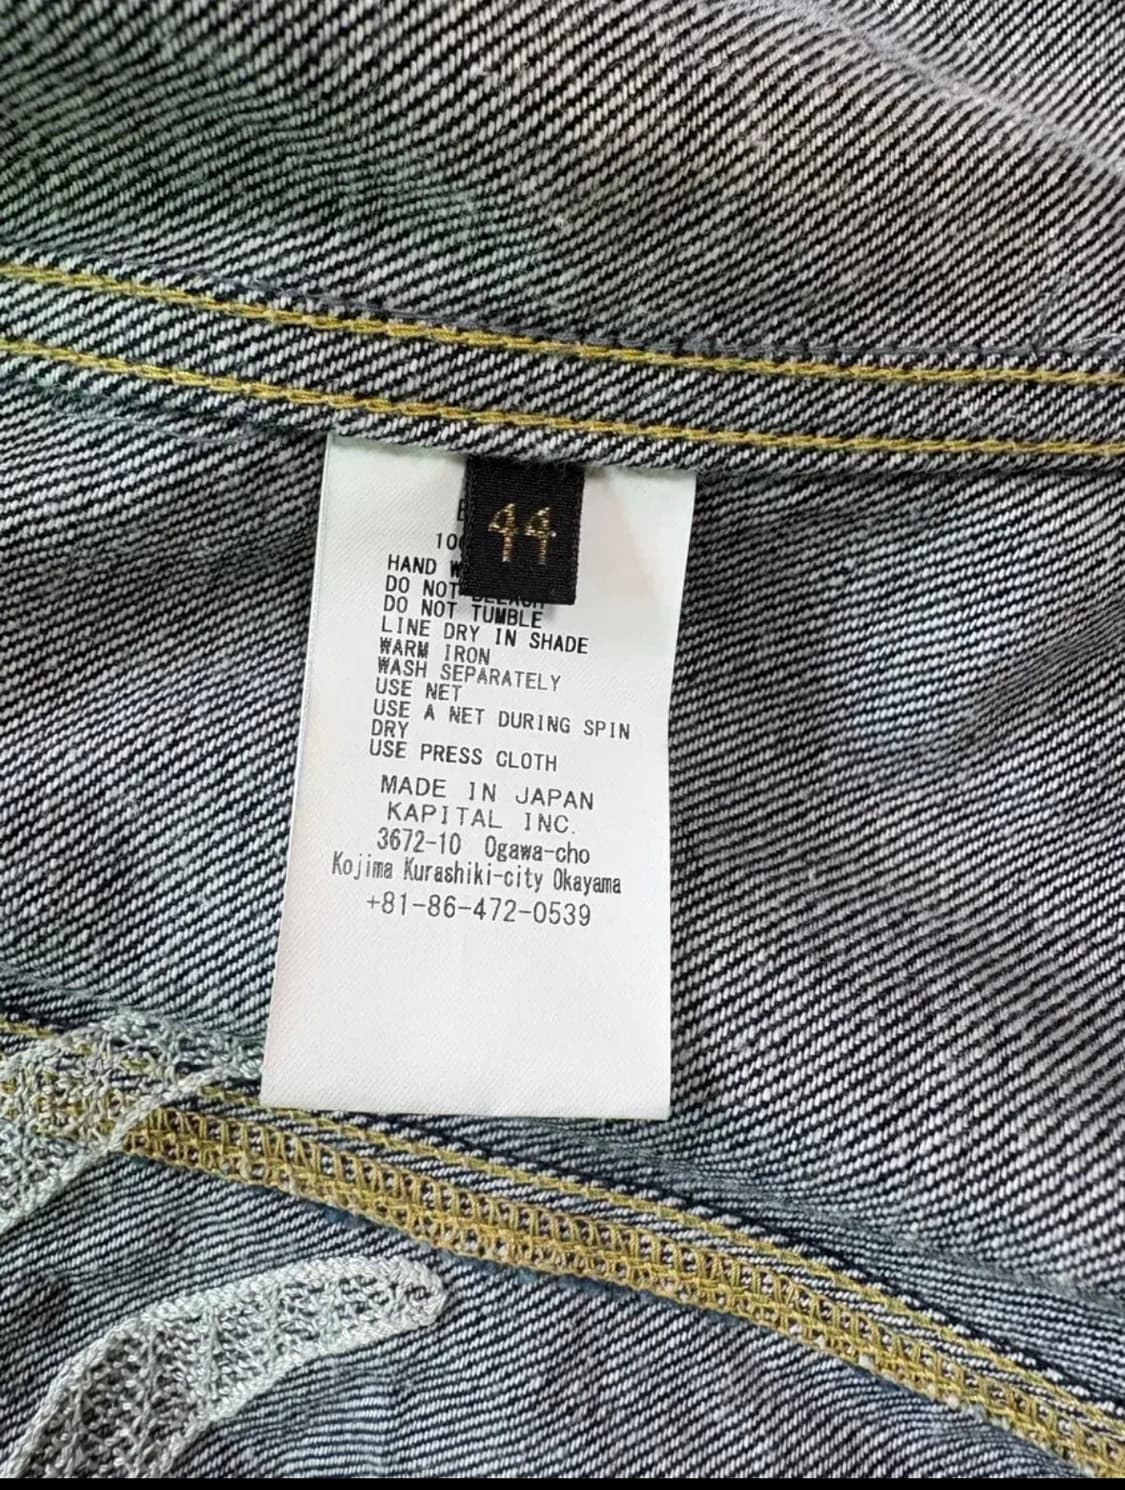 44
HAND
DO NOT BLEACH
DO NOT TUMBLE
LINE DRY IN SHADE
WARM IRON
WASH SEPARATELY
USE NET
USE A NET DURING SPIN
DRY
USE PRESS CLOTH
MADE IN JAPAN
KAPITAL INC.
3672-10 Ogawa-cho
Kojima Kurashiki-city Okayama
+81-86-472-0539